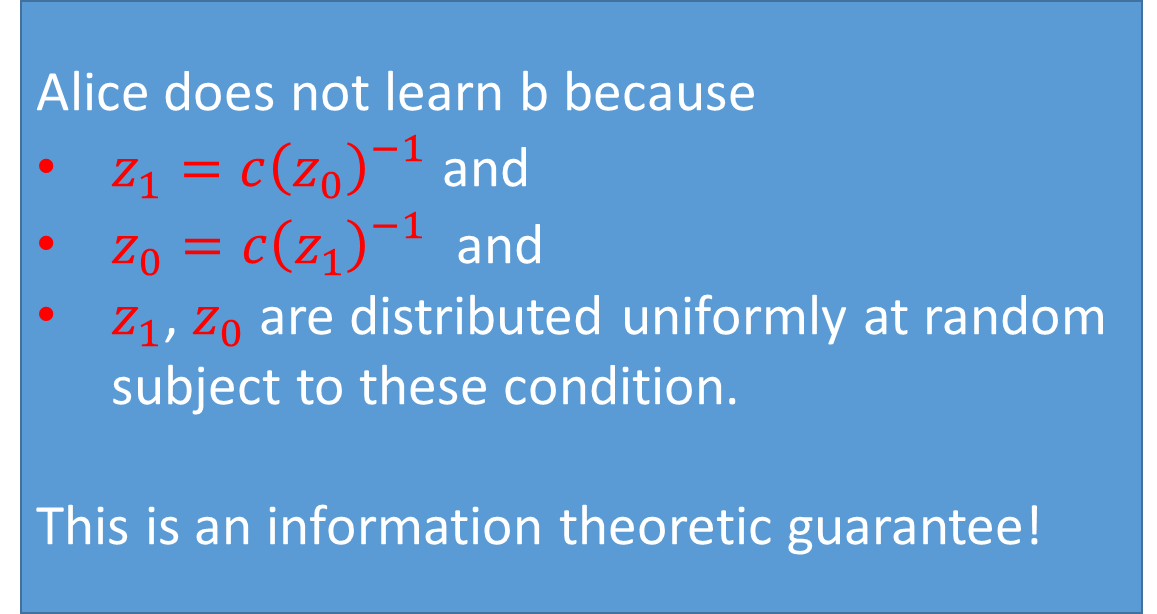 Alice does not learn b because
• z₁ = c(z₀)⁻¹ and
• z₀ = c(z₁)⁻¹ and
• z₁, z₀ are distributed uniformly at random
subject to these condition.
This is an information theoretic guarantee!